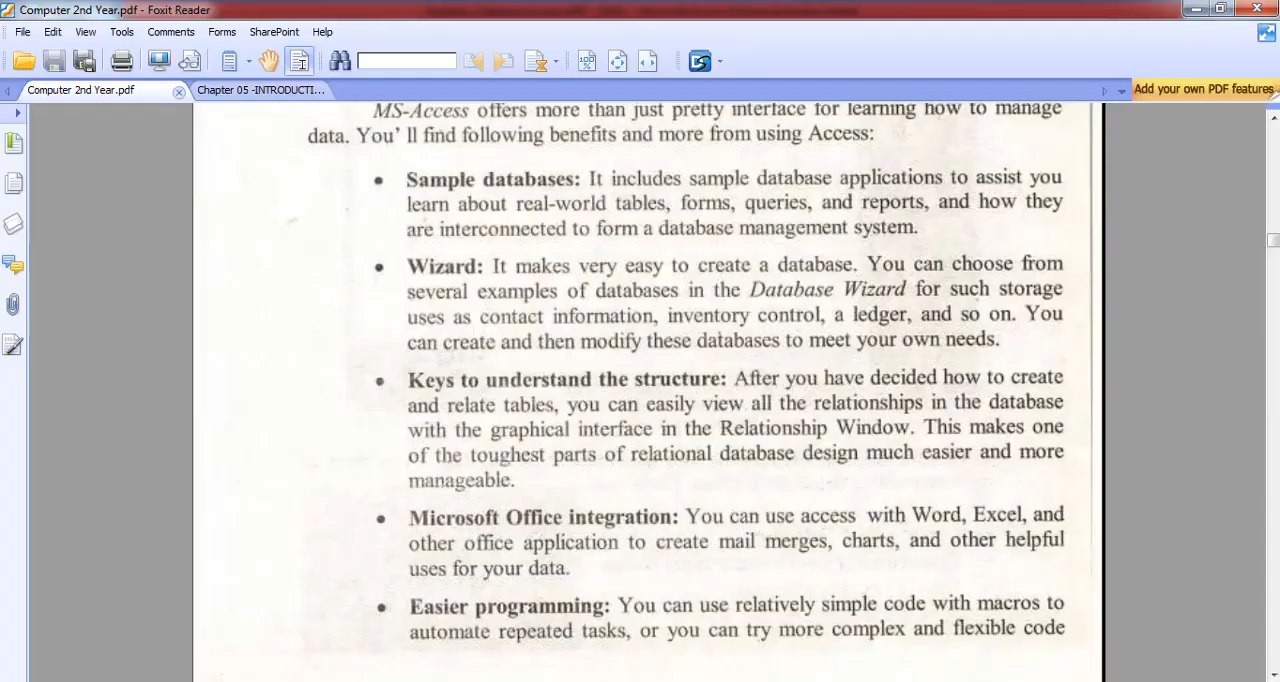 Computer 2nd Year.pdf - Foxit Reader
File Edit View Tools Comments Forms SharePoint Help
Computer 2nd Year.pdf Chapter 05 -INTRODUCTI... Add your own PDF features
MS-Access offers more than just pretty interface for learning how to manage
data. You' ll find following benefits and more from using Access:
• Sample databases: It includes sample database applications to assist you
learn about real-world tables, forms, queries, and reports, and how they
are interconnected to form a database management system.
• Wizard: It makes very easy to create a database. You can choose from
several examples of databases in the Database Wizard for such storage
uses as contact information, inventory control, a ledger, and so on. You
can create and then modify these databases to meet your own needs.
• Keys to understand the structure: After you have decided how to create
and relate tables, you can easily view all the relationships in the database
with the graphical interface in the Relationship Window. This makes one
of the toughest parts of relational database design much easier and more
manageable.
• Microsoft Office integration: You can use access with Word, Excel, and
other office application to create mail merges, charts, and other helpful
uses for your data.
• Easier programming: You can use relatively simple code with macros to
automate repeated tasks, or you can try more complex and flexible code